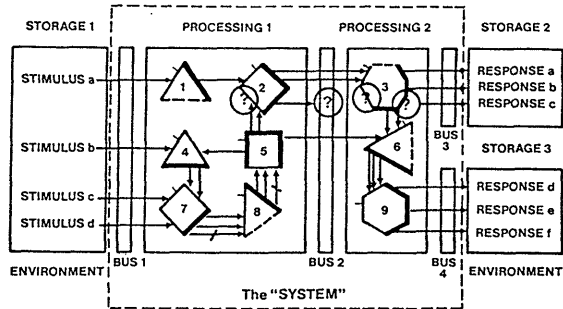 STORAGE 1
PROCESSING 1
PROCESSING 2
STORAGE 2
STIMULUS a
1
2
3
RESPONSE a
RESPONSE b
RESPONSE c
?
?
?
?
BUS
3
STIMULUS b
4
5
6
STORAGE 3
STIMULUS c
STIMULUS d
7
8
9
RESPONSE d
RESPONSE e
RESPONSE f
ENVIRONMENT
BUS 1
BUS 2
BUS
4
ENVIRONMENT
The "SYSTEM"